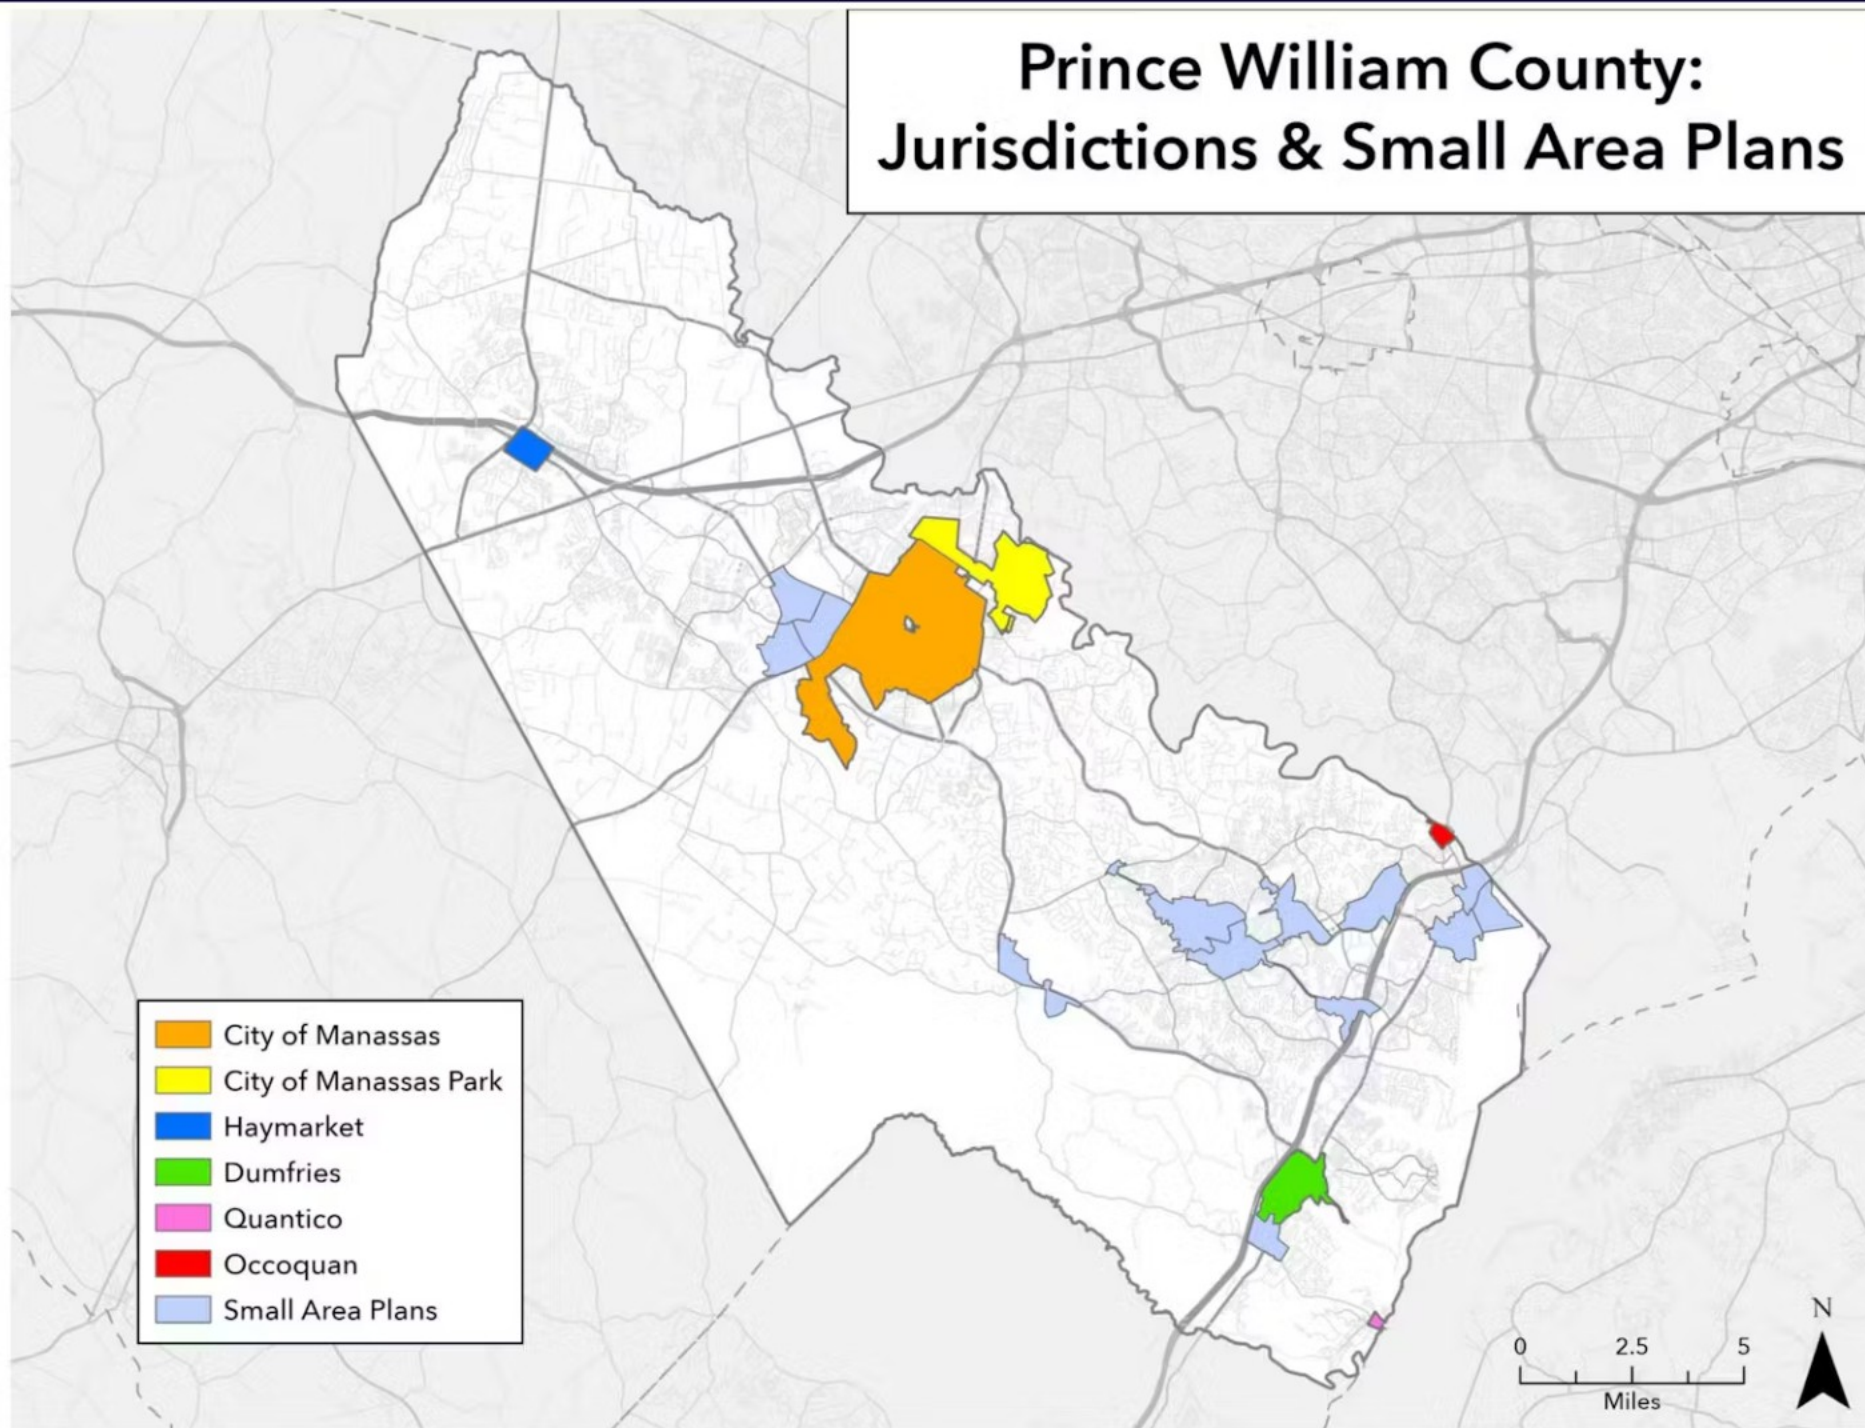 Prince William County:
Jurisdictions & Small Area Plans
City of Manassas
City of Manassas Park
Haymarket
Dumfries
Quantico
Occoquan
Small Area Plans
N
0 2.5 5
Miles